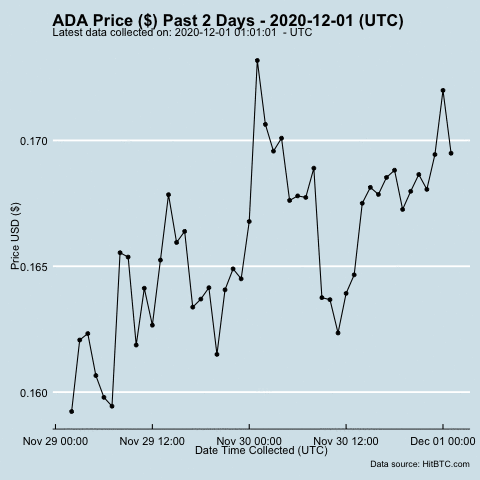 ADA Price ($) Past 2 Days - 2020-12-01 (UTC)
Latest data collected on: 2020-12-01 01:01:01  - UTC
Price USD ($)
0.170
0.165
0.160
Nov 29 00:00
Nov 29 12:00
Nov 30 00:00
Nov 30 12:00
Dec 01 00:00
Date Time Collected (UTC)
Data source: HitBTC.com